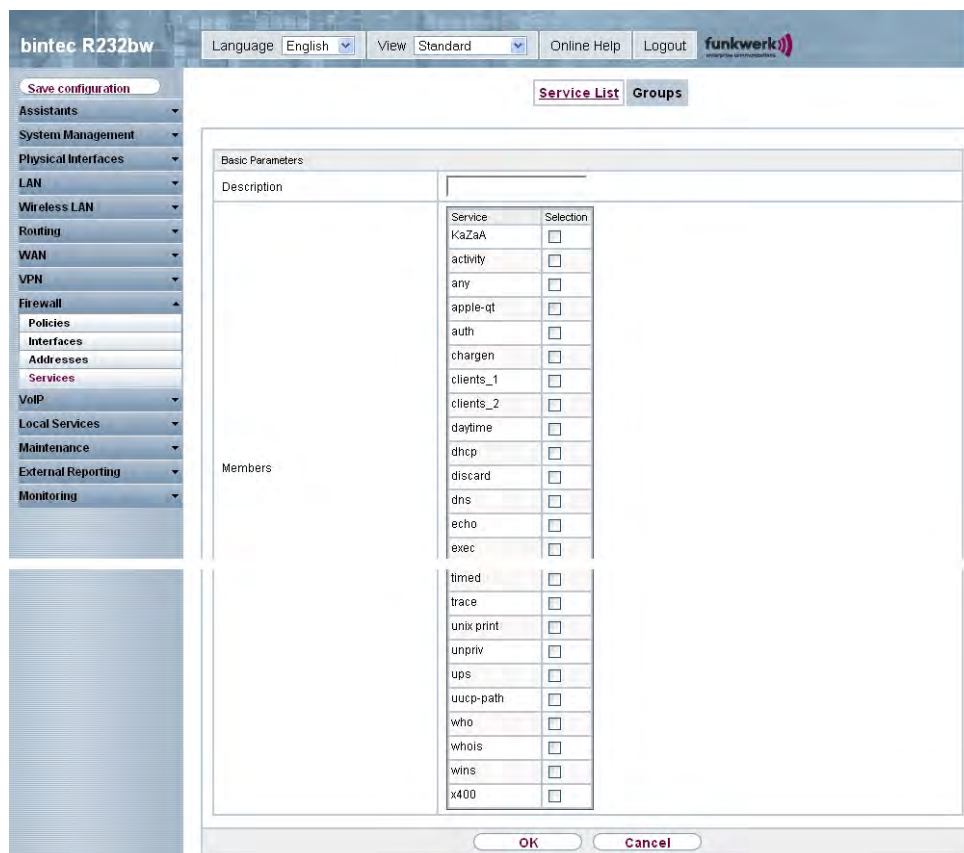 bintec R232bw
Language English View Standard Online Help Logout funkwerk
Save configuration
Assistants
System Management
Physical Interfaces
LAN
Wireless LAN
Routing
WAN
VPN
Firewall
Policies
Interfaces
Addresses
Services
VoIP
Local Services
Maintenance
External Reporting
Monitoring
Service List Groups
Basic Parameters
Description
Members
Service Selection
KaZaA
activity
any
apple-qt
auth
chargen
clients_1
clients_2
daytime
dhcp
discard
dns
echo
exec
timed
trace
unix print
unpriv
ups
uucp-path
who
whois
wins
x400
OK Cancel